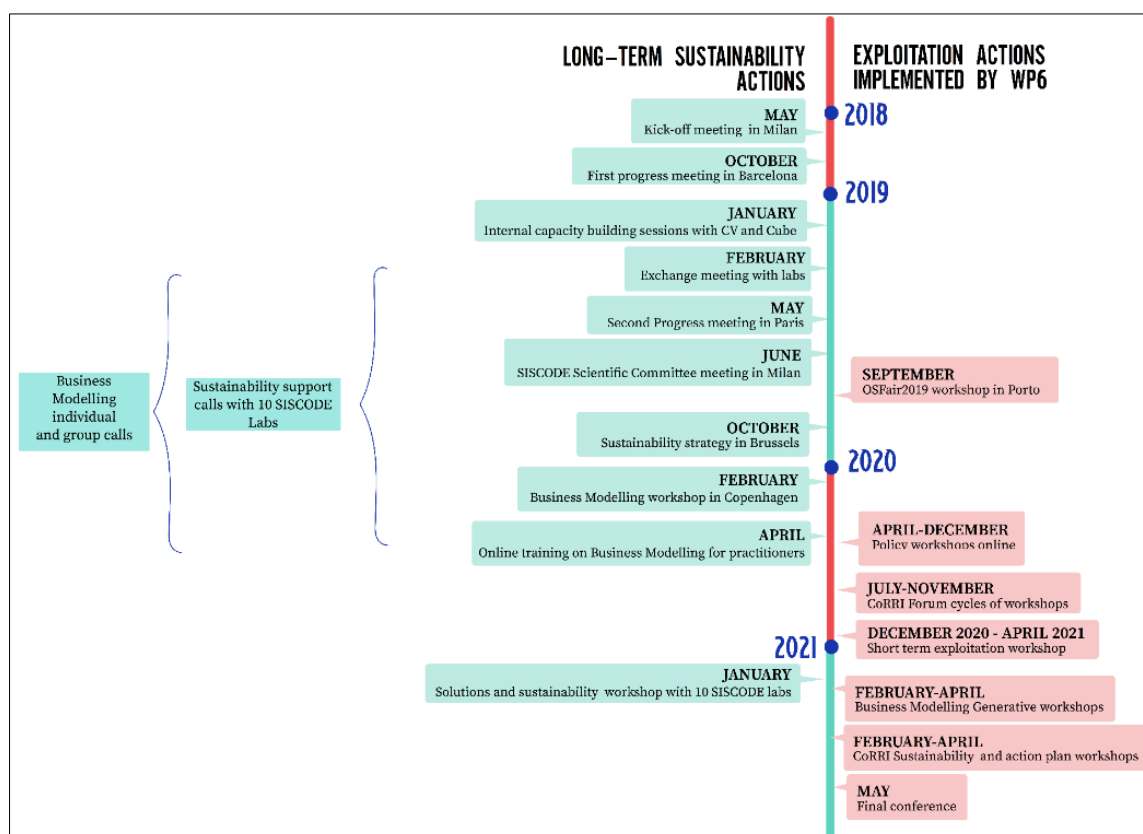 LONG-TERM SUSTAINABILITY
ACTIONS
EXPLOITATION ACTIONS
IMPLEMENTED BY WP6
2018
MAY
Kick-off meeting in Milan
OCTOBER
First progress meeting in Barcelona
2019
JANUARY
Internal capacity building sessions with CV and Cube
FEBRUARY
Exchange meeting with labs
MAY
Second Progress meeting in Paris
JUNE
SISCODE Scientific Committee meeting in Milan
SEPTEMBER
OSFair2019 workshop in Porto
Business
Modelling
individual
and group calls
Sustainability support
calls with 10 SISCODE
Labs
OCTOBER
Sustainability strategy in Brussels
2020
FEBRUARY
Business Modelling workshop in Copenhagen
APRIL
Online training on Business Modelling for practitioners
APRIL-DECEMBER
Policy workshops online
JULY-NOVEMBER
CoRRI Forum cycles of workshops
DECEMBER 2020 - APRIL 2021
Short term exploitation workshop
2021
JANUARY
Solutions and sustainability workshop with 10 SISCODE labs
FEBRUARY-APRIL
Business Modelling Generative workshops
FEBRUARY-APRIL
CoRRI Sustainability and action plan workshops
MAY
Final conference